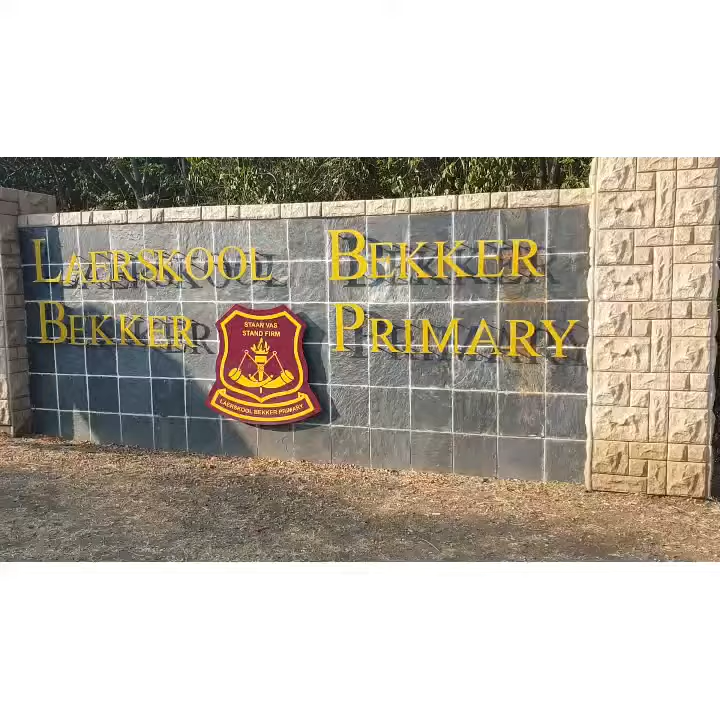 LAERSKOOL
BEKKER
STAAN VAS
STAND FIRM
LAERSKOOL BEKKER PRIMARY
BEKKER
PRIMARY